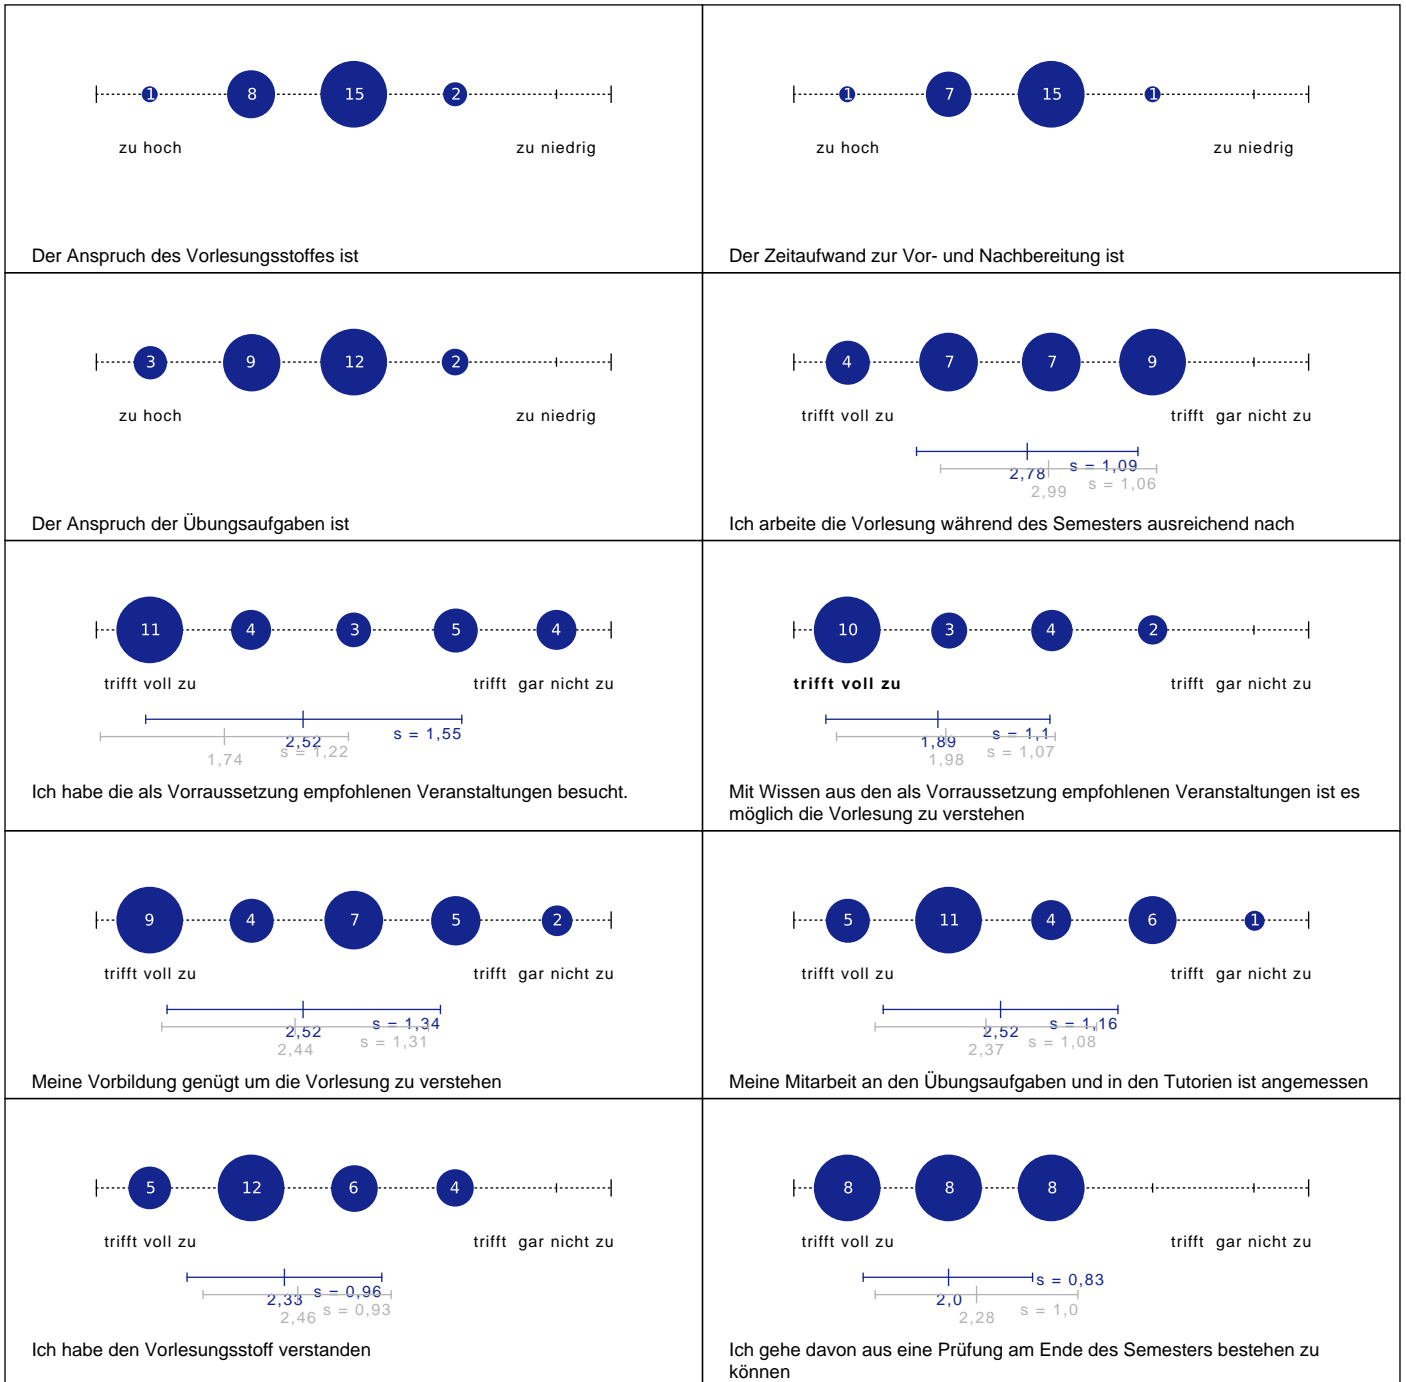 1 8 15 2
zu hoch zu niedrig
Der Anspruch des Vorlesungsstoffes ist
1 7 15 1
zu hoch zu niedrig
Der Zeitaufwand zur Vor- und Nachbereitung ist
3 9 12 2
zu hoch zu niedrig
Der Anspruch der Übungsaufgaben ist
4 7 7 9
trifft voll zu trifft gar nicht zu
2,78 s = 1,09
2,99 s = 1,06
Ich arbeite die Vorlesung während des Semesters ausreichend nach
11 4 3 5 4
trifft voll zu trifft gar nicht zu
2,52 s = 1,55
1,74 s = 1,22
Ich habe die als Vorraussetzung empfohlenen Veranstaltungen besucht.
10 3 4 2
trifft voll zu trifft gar nicht zu
1,89 s = 1,1
1,98 s = 1,07
Mit Wissen aus den als Vorraussetzung empfohlenen Veranstaltungen ist es
möglich die Vorlesung zu verstehen
9 4 7 5 2
trifft voll zu trifft gar nicht zu
2,52 s = 1,34
2,44 s = 1,31
Meine Vorbildung genügt um die Vorlesung zu verstehen
5 11 4 6 1
trifft voll zu trifft gar nicht zu
2,52 s = 1,16
2,37 s = 1,08
Meine Mitarbeit an den Übungsaufgaben und in den Tutorien ist angemessen
5 12 6 4
trifft voll zu trifft gar nicht zu
2,33 s = 0,96
2,46 s = 0,93
Ich habe den Vorlesungsstoff verstanden
8 8 8
trifft voll zu trifft gar nicht zu
2,0 s = 0,83
2,28 s = 1,0
Ich gehe davon aus eine Prüfung am Ende des Semesters bestehen zu
können